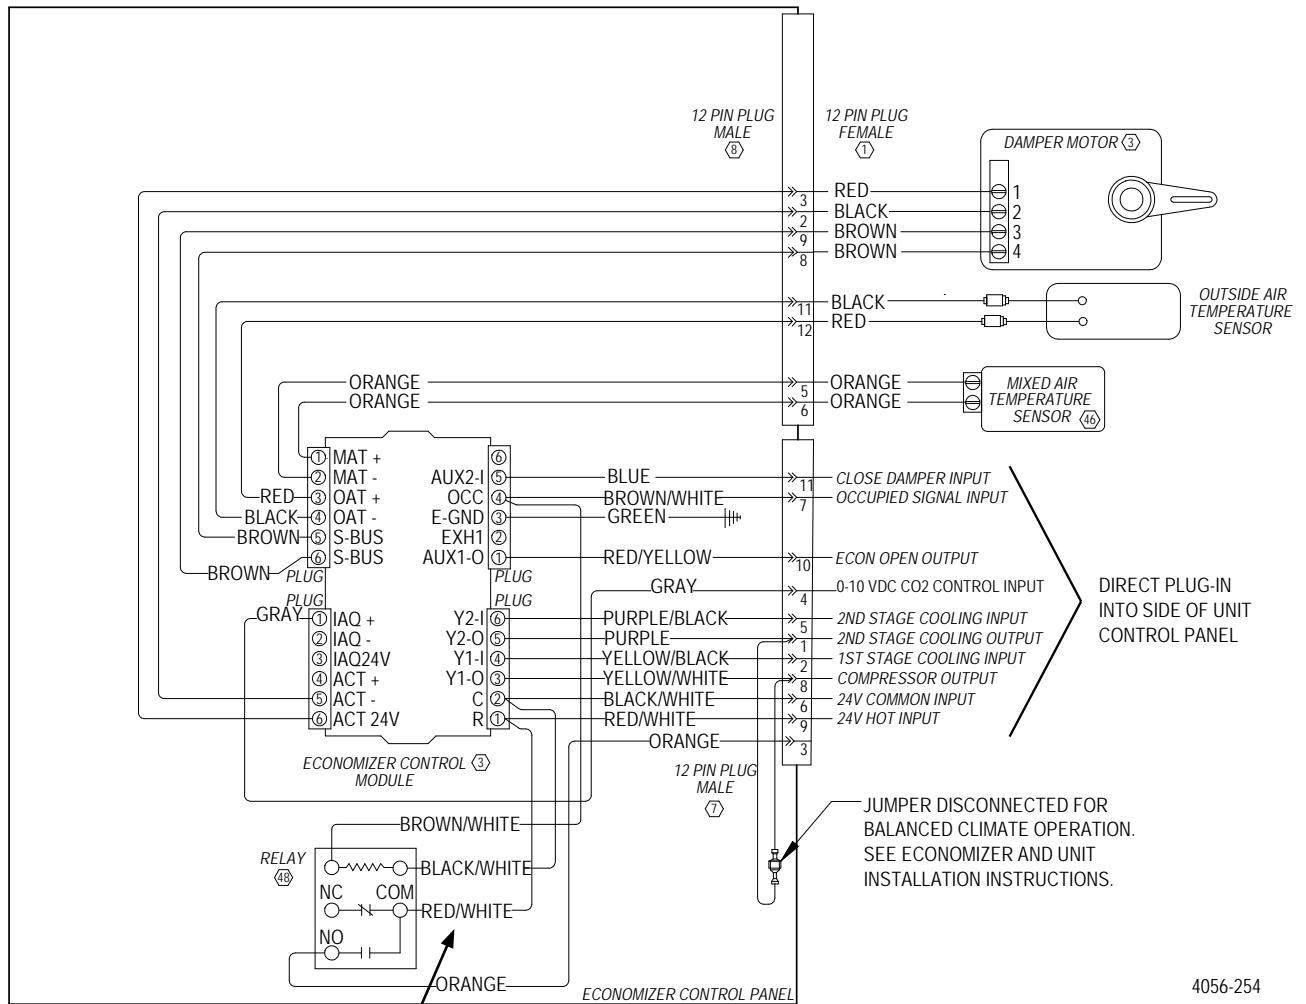 12 PIN PLUG
MALE
8
12 PIN PLUG
FEMALE
1
DAMPER MOTOR 3
RED
3
1
BLACK
2
2
BROWN
9
3
BROWN
8
4
BLACK
11
RED
12
OUTSIDE AIR
TEMPERATURE
SENSOR
ORANGE
5
ORANGE
ORANGE
6
ORANGE
MIXED AIR
TEMPERATURE
SENSOR 46
1 MAT +
2 MAT -
RED 3 OAT +
BLACK 4 OAT -
BROWN 5 S-BUS
BROWN 6 S-BUS
PLUG
6
AUX2-I 5 BLUE 11 CLOSE DAMPER INPUT
OCC 4 BROWN/WHITE 7 OCCUPIED SIGNAL INPUT
E-GND 3 GREEN
EXH1 2
AUX1-O 1 RED/YELLOW 10 ECON OPEN OUTPUT
PLUG
GRAY 4 0-10 VDC CO2 CONTROL INPUT
PLUG
PLUG
GRAY 1 IAQ +
2 IAQ -
3 IAQ24V
4 ACT +
5 ACT -
6 ACT 24V
Y2-I 6 PURPLE/BLACK 5 2ND STAGE COOLING INPUT
Y2-O 5 PURPLE 1 2ND STAGE COOLING OUTPUT
Y1-I 4 YELLOW/BLACK 2 1ST STAGE COOLING INPUT
Y1-O 3 YELLOW/WHITE 8 COMPRESSOR OUTPUT
C 2 BLACK/WHITE 6 24V COMMON INPUT
R 1 RED/WHITE 9 24V HOT INPUT
ORANGE 3
DIRECT PLUG-IN
INTO SIDE OF UNIT
CONTROL PANEL
ECONOMIZER CONTROL 3
MODULE
12 PIN PLUG
MALE
7
JUMPER DISCONNECTED FOR
BALANCED CLIMATE OPERATION.
SEE ECONOMIZER AND UNIT
INSTALLATION INSTRUCTIONS.
BROWN/WHITE
RELAY
48
BLACK/WHITE
NC COM
RED/WHITE
NO
ORANGE
ECONOMIZER CONTROL PANEL
4056-254